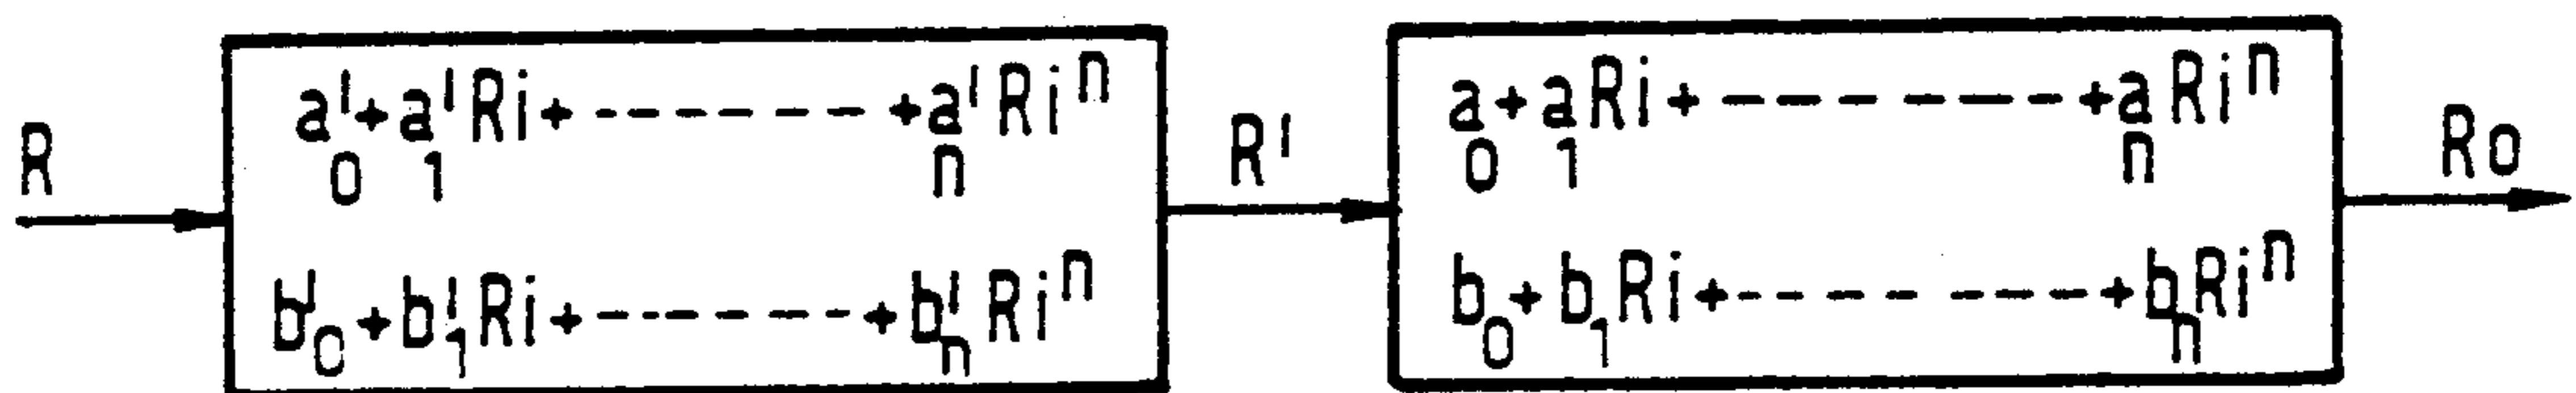 R
a'₀+a'₁Ri+--------+a'ₙRiⁿ
b'₀+b'₁Ri+--------+b'ₙRiⁿ
R'
a₀+a₁Ri+--------+aₙRiⁿ
b₀+b₁Ri+--------+bₙRiⁿ
Ro